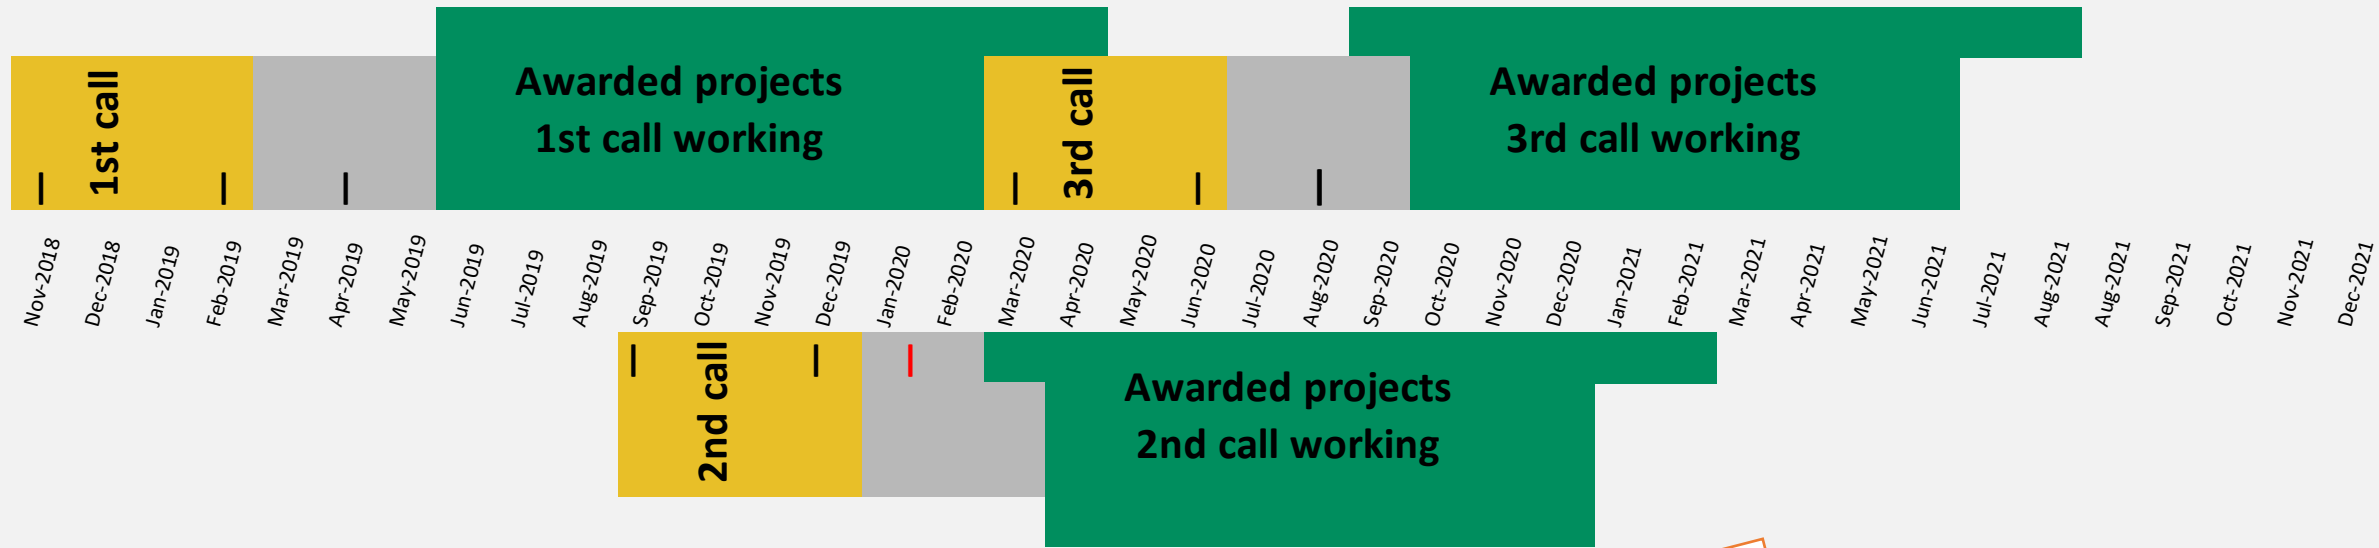 1st call
Awarded projects
1st call working
3rd call
Awarded projects
3rd call working
Nov-2018
Dec-2018
Jan-2019
Feb-2019
Mar-2019
Apr-2019
May-2019
Jun-2019
Jul-2019
Aug-2019
Sep-2019
Oct-2019
Nov-2019
Dec-2019
Jan-2020
Feb-2020
Mar-2020
Apr-2020
May-2020
Jun-2020
Jul-2020
Aug-2020
Sep-2020
Oct-2020
Nov-2020
Dec-2020
Jan-2021
Feb-2021
Mar-2021
Apr-2021
May-2021
Jun-2021
Jul-2021
Aug-2021
Aug-2021
Sep-2021
Oct-2021
Nov-2021
Dec-2021
2nd call
Awarded projects
2nd call working